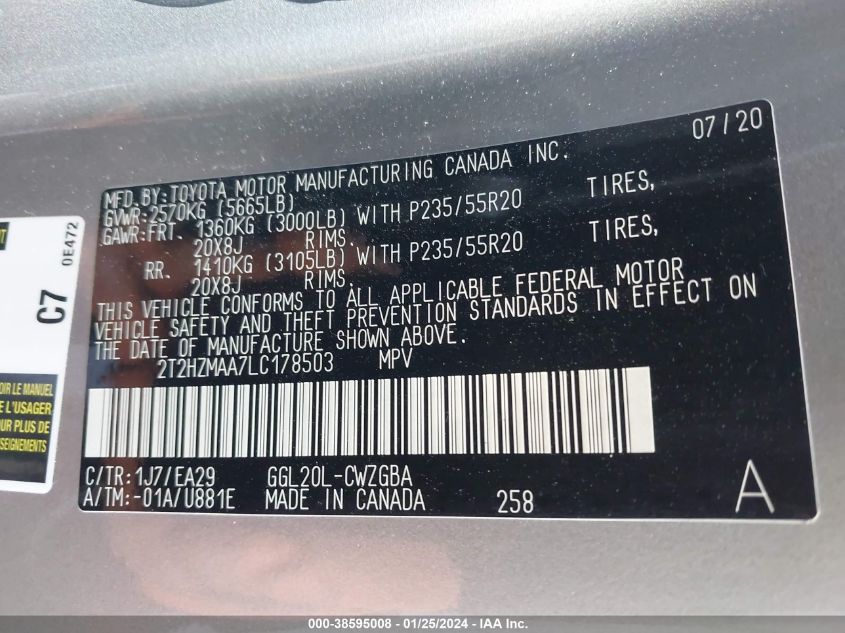 07/20
MFD. BY: TOYOTA MOTOR MANUFACTURING CANADA INC.
GVWR: 2570KG (5665LB)
GAWR: FRT. 1360KG (3000LB) WITH P235/55R20 TIRES,
20X8J RIMS.
RR. 1410KG (3105LB) WITH P235/55R20 TIRES,
20X8J RIMS.
THIS VEHICLE CONFORMS TO ALL APPLICABLE FEDERAL MOTOR
VEHICLE SAFETY AND THEFT PREVENTION STANDARDS IN EFFECT ON
THE DATE OF MANUFACTURE SHOWN ABOVE.
2T2HZMAA7LC178503 MPV
C/TR: 1J7/EA29 GGL20L-CWZGBA
A/TM: -01A/U881E MADE IN CANADA 258 A
C7
0E472
LE MANUEL
L'USAGER
PLUS DE
000-38595008 - 01/25/2024 - IAA Inc.